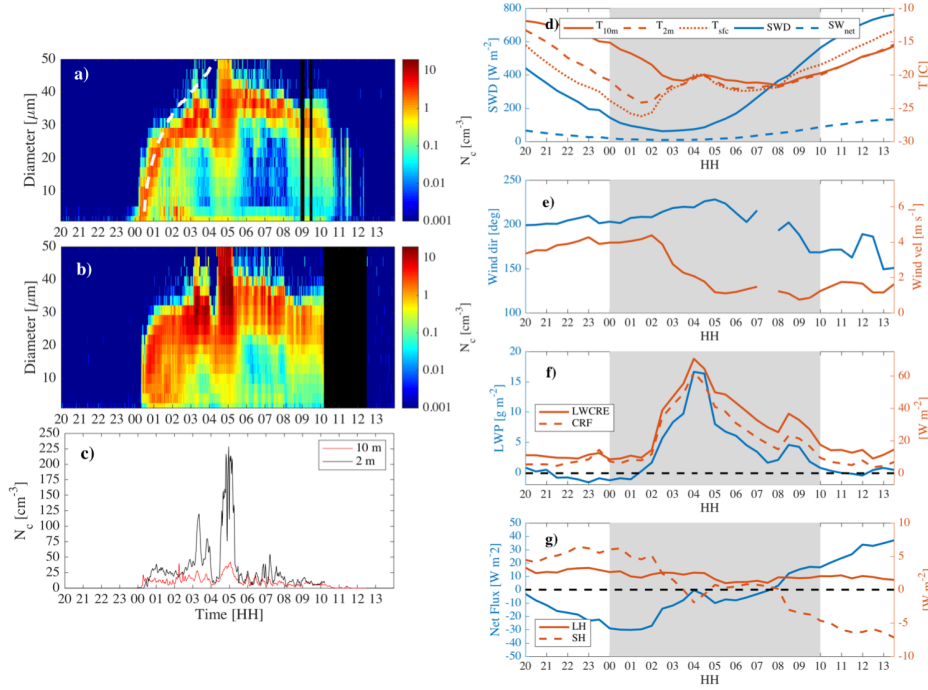 a)
Diameter [μm]
50
40
30
20
10
20 21 22 23 00 01 02 03 04 05 06 07 08 09 10 11 12 13
10
1
0.1
0.01
0.001
N_c [cm⁻³]
b)
Diameter [μm]
50
40
30
20
10
0
20 21 22 23 00 01 02 03 04 05 06 07 08 09 10 11 12 13
10
1
0.1
0.01
0.001
N_c [cm⁻³]
c)
10 m
2 m
N_c [cm⁻³]
250
225
200
175
150
125
100
75
50
25
0
20 21 22 23 00 01 02 03 04 05 06 07 08 09 10 11 12 13
Time [HH]
d)
T_10m T_2m T_sfc SWD SW_net
SWD [W m⁻²]
800
600
400
200
0
T [C]
-10
-15
-20
-25
-30
20 21 22 23 00 01 02 03 04 05 06 07 08 09 10 11 12 13
HH
e)
Wind dir [deg]
250
200
150
100
Wind vel [m s⁻¹]
6
4
2
0
20 21 22 23 00 01 02 03 04 05 06 07 08 09 10 11 12 13
HH
f)
LWCRE
CRF
LWP [g m⁻²]
20
15
10
5
0
[W m⁻²]
60
40
20
0
20 21 22 23 00 01 02 03 04 05 06 07 08 09 10 11 12 13
HH
g)
LH
SH
Net Flux [W m⁻2]
50
40
30
20
10
0
-10
-20
-30
-40
-50
[W m⁻²]
10
5
0
-5
-10
20 21 22 23 00 01 02 03 04 05 06 07 08 09 10 11 12 13
HH